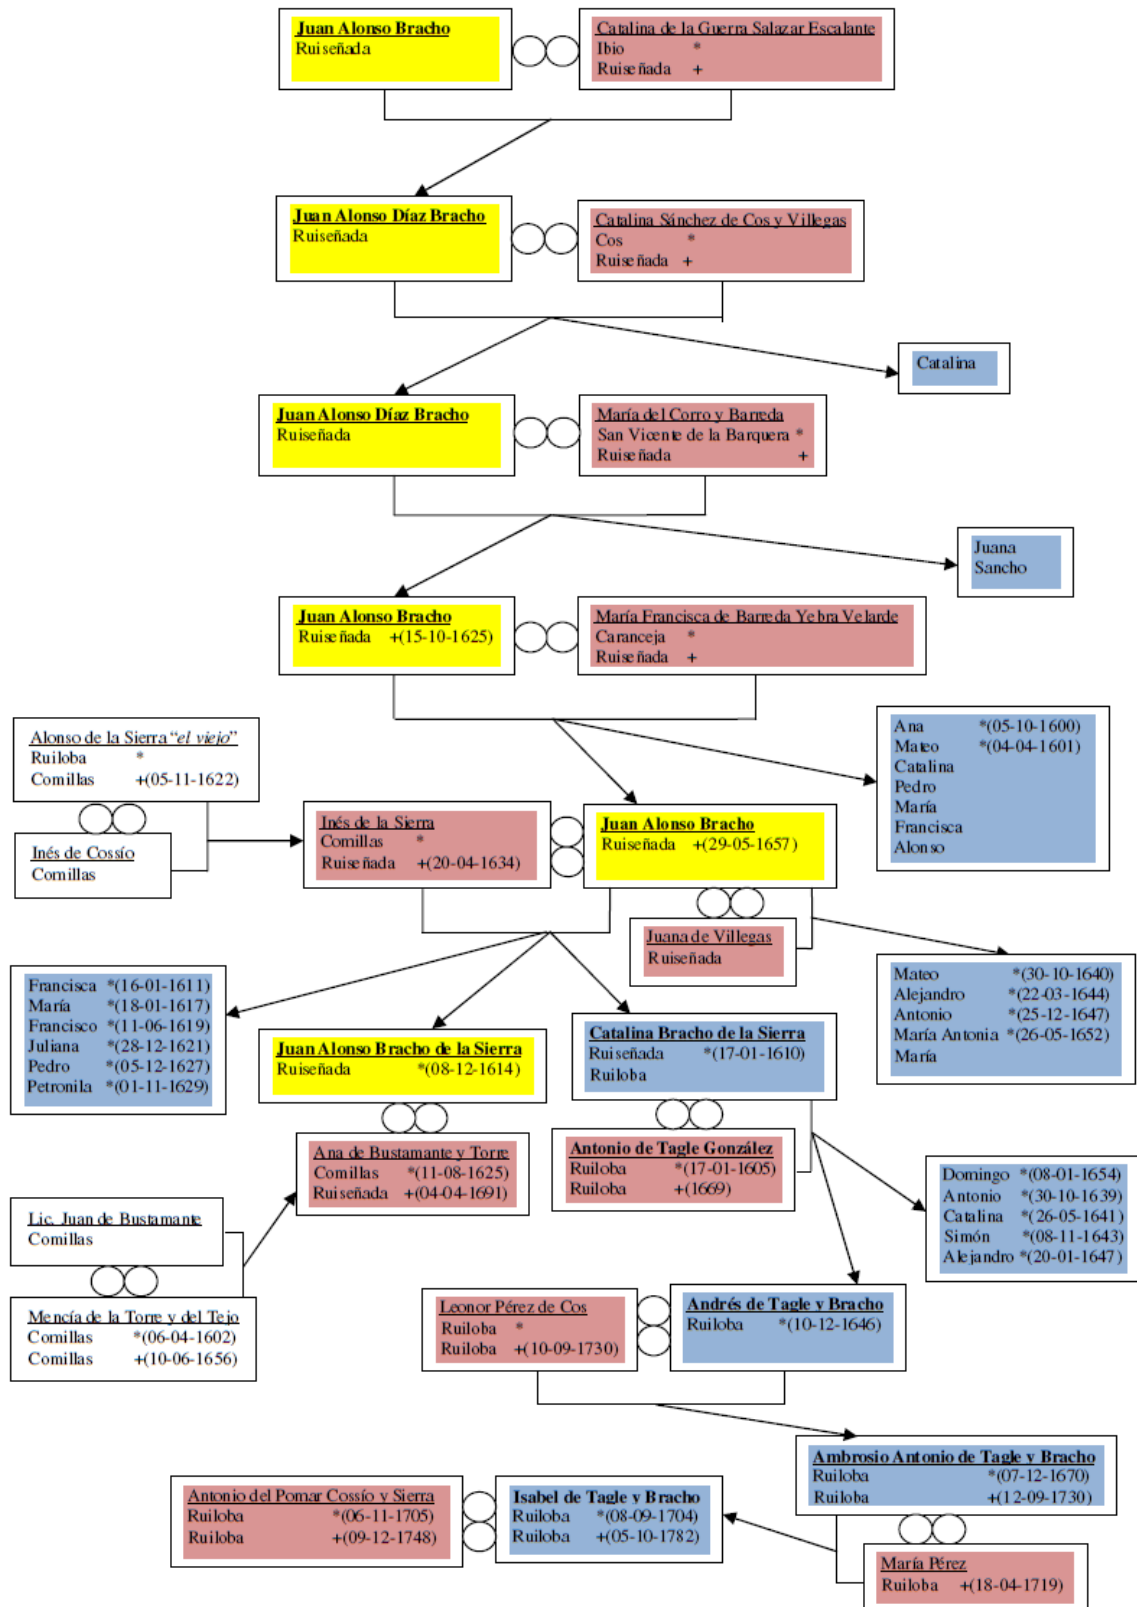 Juan Alonso Bracho
Ruiseñada
Catalina de la Guerra Salazar Escalante
Ibio *
Ruiseñada +
Juan Alonso Díaz Bracho
Ruiseñada
Catalina Sánchez de Cos y Villegas
Cos *
Ruiseñada +
Catalina
Juan Alonso Díaz Bracho
Ruiseñada
María del Corro y Barreda
San Vicente de la Barquera *
Ruiseñada +
Juana
Sancho
Juan Alonso Bracho
Ruiseñada +(15-10-1625)
María Francisca de Barreda Yebra Velarde
Caranceja *
Ruiseñada +
Ana *(05-10-1600)
Mateo *(04-04-1601)
Catalina
Pedro
María
Francisca
Alonso
Alonso de la Sierra “el viejo”
Ruiloba *
Comillas +(05-11-1622)
Inés de Cossío
Comillas
Inés de la Sierra
Comillas *
Ruiseñada +(20-04-1634)
Juan Alonso Bracho
Ruiseñada +(29-05-1657)
Juana de Villegas
Ruiseñada
Mateo *(30-10-1640)
Alejandro *(22-03-1644)
Antonio *(25-12-1647)
María Antonia *(26-05-1652)
María
Francisca *(16-01-1611)
María *(18-01-1617)
Francisco *(11-06-1619)
Juliana *(28-12-1621)
Pedro *(05-12-1627)
Petronila *(01-11-1629)
Juan Alonso Bracho de la Sierra
Ruiseñada *(08-12-1614)
Catalina Bracho de la Sierra
Ruiseñada *(17-01-1610)
Ruiloba
Ana de Bustamante y Torre
Comillas *(11-08-1625)
Ruiseñada +(04-04-1691)
Antonio de Tagle González
Ruiloba *(17-01-1605)
Ruiloba +(1669)
Domingo *(08-01-1654)
Antonio *(30-10-1639)
Catalina *(26-05-1641)
Simón *(08-11-1643)
Alejandro *(20-01-1647)
Lic. Juan de Bustamante
Comillas
Mencía de la Torre y del Tejo
Comillas *(06-04-1602)
Comillas +(10-06-1656)
Leonor Pérez de Cos
Ruiloba *
Ruiloba +(10-09-1730)
Andrés de Tagle y Bracho
Ruiloba *(10-12-1646)
Ambrosio Antonio de Tagle y Bracho
Ruiloba *(07-12-1670)
Ruiloba +(12-09-1730)
Antonio del Pomar Cossío y Sierra
Ruiloba *(06-11-1705)
Ruiloba +(09-12-1748)
Isabel de Tagle y Bracho
Ruiloba *(08-09-1704)
Ruiloba +(05-10-1782)
María Pérez
Ruiloba +(18-04-1719)